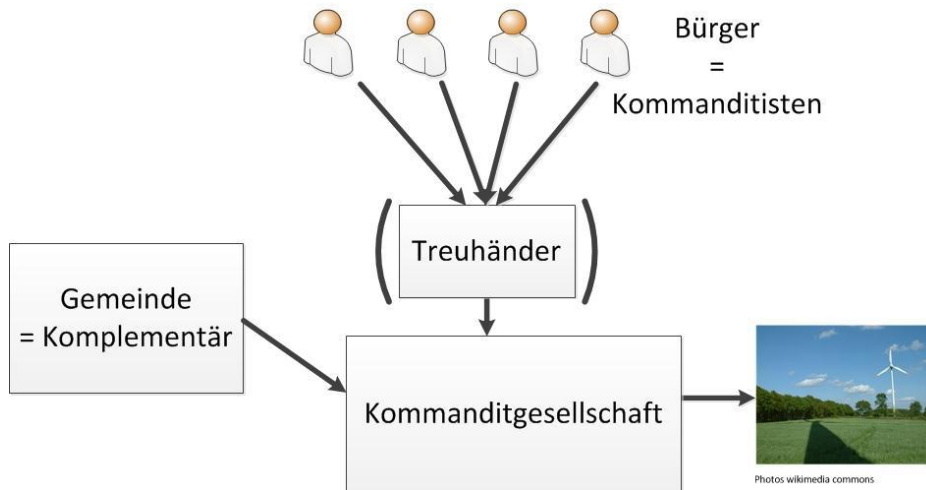 Bürger
=
Kommanditisten
Treuhänder
Gemeinde
= Komplementär
Kommanditgesellschaft
Photos wikimedia commons